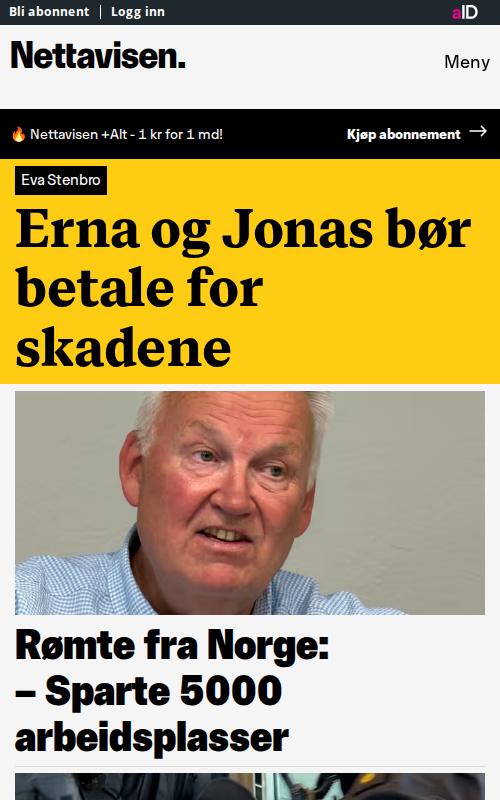 Bli abonnent | Logg inn
aID
Nettavisen.
Meny
🔥 Nettavisen +Alt - 1 kr for 1 md!
Kjøp abonnement →
Eva Stenbro
Erna og Jonas bør
betale for
skadene
Rømte fra Norge:
– Sparte 5000
arbeidsplasser